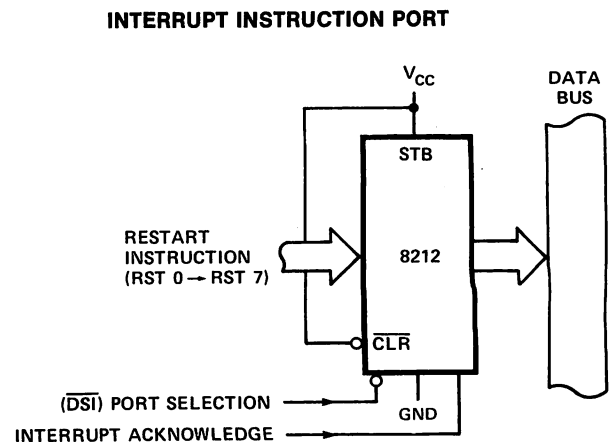 INTERRUPT INSTRUCTION PORT
VCC
DATA
BUS
STB
RESTART
INSTRUCTION
(RST 0 → RST 7)
8212
CLR
(DSI) PORT SELECTION
GND
INTERRUPT ACKNOWLEDGE